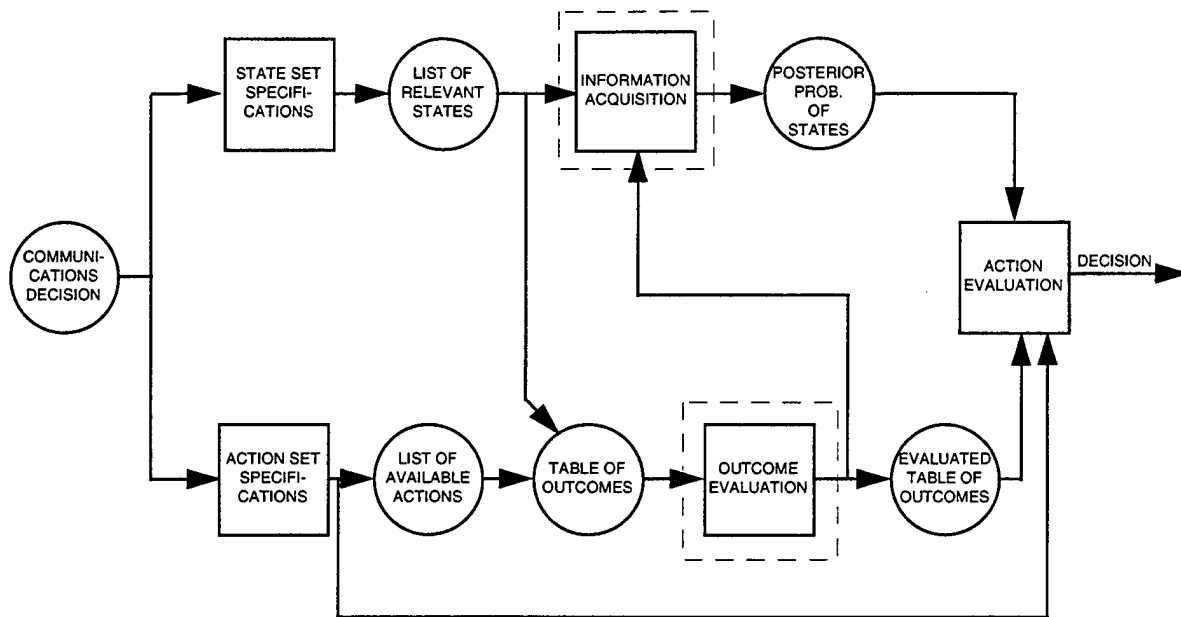 STATE SET
SPECIFI-
CATIONS
LIST OF
RELEVANT
STATES
INFORMATION
ACQUISITION
POSTERIOR
PROB.
OF
STATES
COMMUNI-
CATIONS
DECISION
ACTION
EVALUATION
DECISION
ACTION SET
SPECIFI-
CATIONS
LIST OF
AVAILABLE
ACTIONS
TABLE OF
OUTCOMES
OUTCOME
EVALUATION
EVALUATED
TABLE OF
OUTCOMES